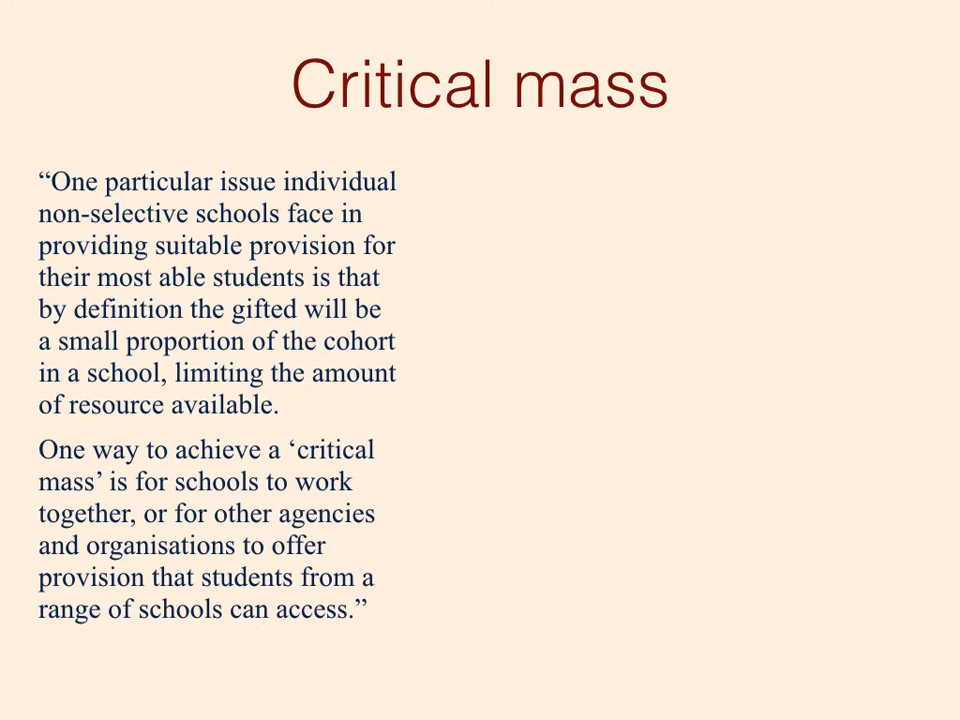 Critical mass
“One particular issue individual
non-selective schools face in
providing suitable provision for
their most able students is that
by definition the gifted will be
a small proportion of the cohort
in a school, limiting the amount
of resource available.
One way to achieve a ‘critical
mass’ is for schools to work
together, or for other agencies
and organisations to offer
provision that students from a
range of schools can access.”